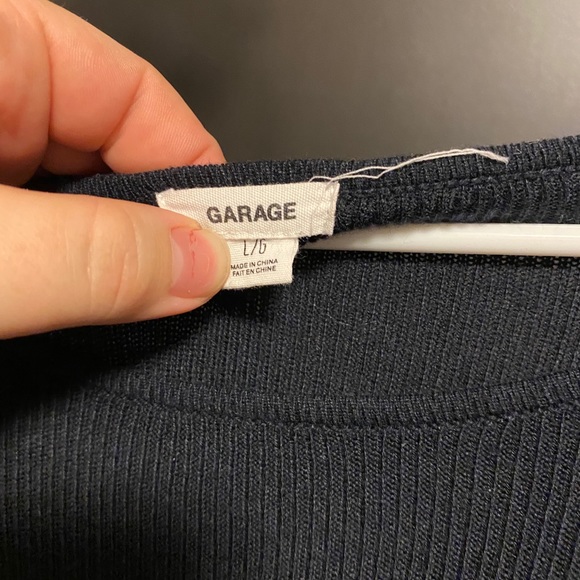 GARAGE
L/G
MADE IN CHINA
FAIT EN CHINE